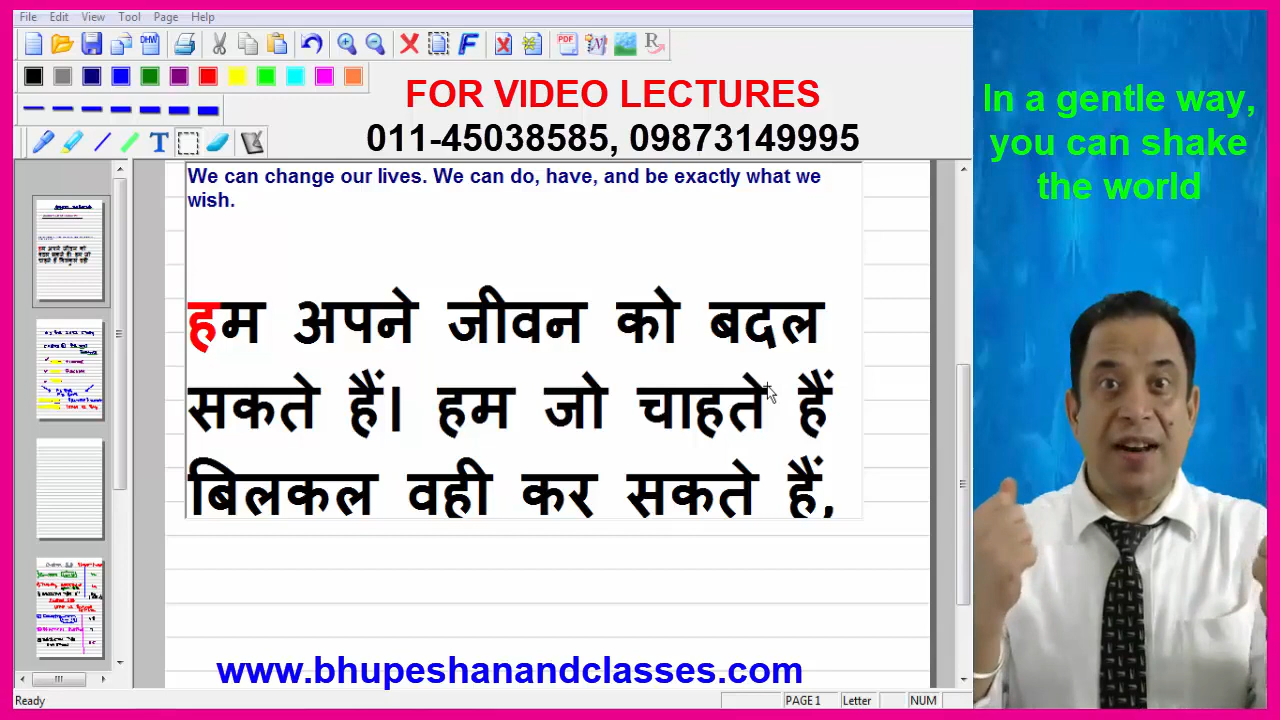 File Edit View Tool Page Help
DHW
PDF
FOR VIDEO LECTURES
011-45038585, 09873149995
We can change our lives. We can do, have, and be exactly what we
wish.
हम अपने जीवन को बदल
सकते हैं। हम जो चाहते हैं
बिलकल वही कर सकते हैं,
www.bhupeshanandclasses.com
Ready PAGE 1 Letter NUM
In a gentle way,
you can shake
the world